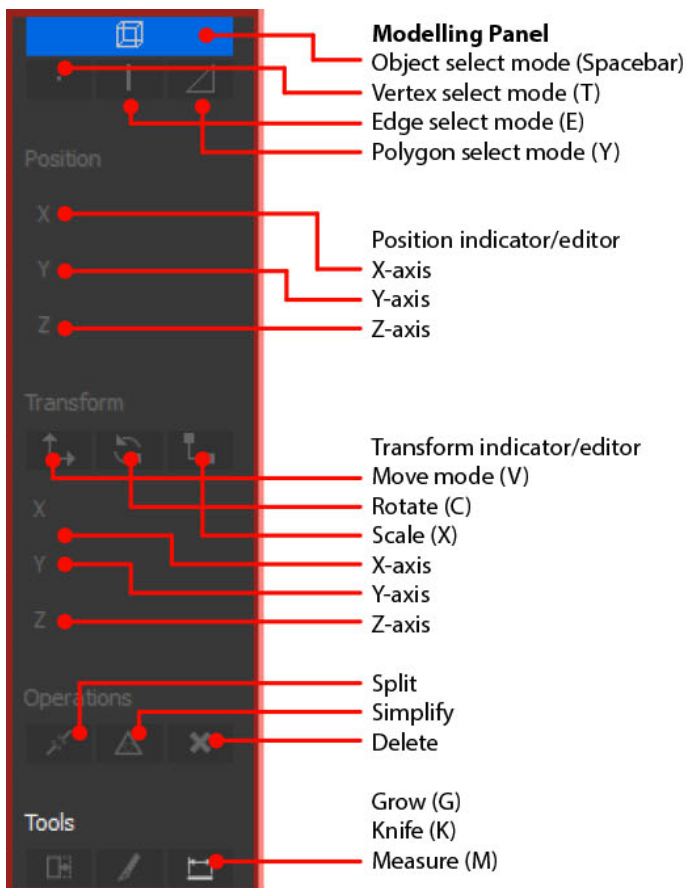 Modelling Panel
Object select mode (Spacebar)
Vertex select mode (T)
Edge select mode (E)
Polygon select mode (Y)
Position
X
Y
Z
Position indicator/editor
X-axis
Y-axis
Z-axis
Transform
X
Y
Z
Transform indicator/editor
Move mode (V)
Rotate (C)
Scale (X)
X-axis
Y-axis
Z-axis
Operations
Split
Simplify
Delete
Tools
Grow (G)
Knife (K)
Measure (M)